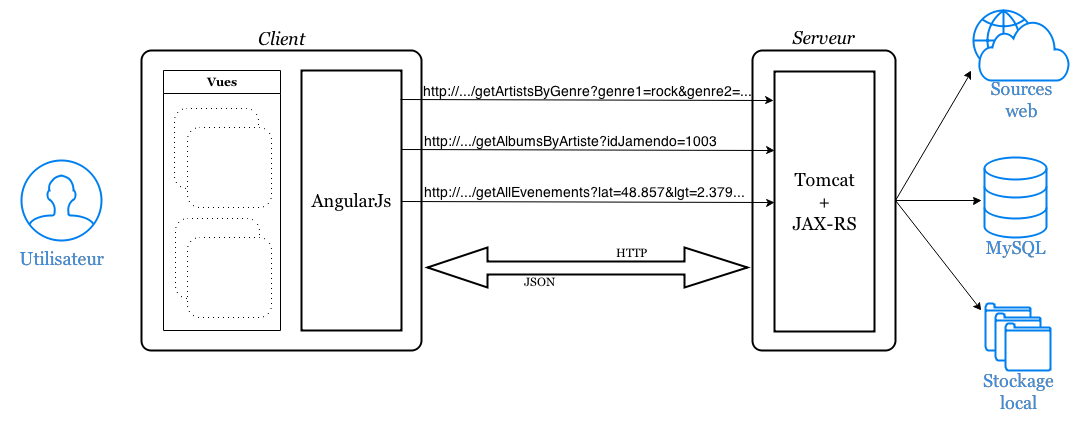 Client
Serveur
Vues
AngularJs
http://.../getArtistsByGenre?genre1=rock&genre2=...
http://.../getAlbumsByArtiste?idJamendo=1003
http://.../getAllEvenements?lat=48.857&lgt=2.379...
HTTP
JSON
Tomcat
+
JAX-RS
Utilisateur
Sources
web
MySQL
Stockage
local